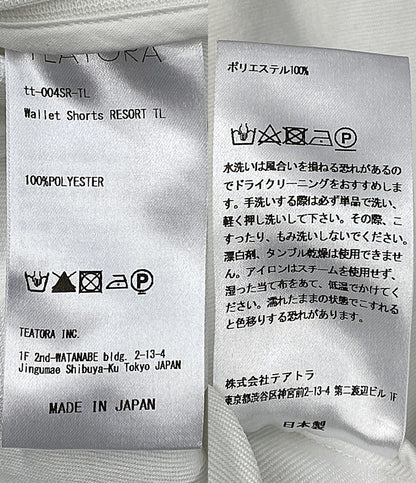 TEATORA
tt-004SR-TL
Wallet Shorts RESORT TL
100%POLYESTER
TEATORA INC.
1F 2nd-WATANABE bldg. 2-13-4
Jingumae Shibuya-Ku Tokyo JAPAN
MADE IN JAPAN
ポリエステル100%
水洗いは風合いを損ねる恐れがあるの
でドライクリーニングをおすすめしま
す。手洗いする際は必ず単品で洗い、
軽く押し洗いして下さい。その際、こ
すったり、もみ洗いしないでください。
漂白剤、タンブル乾燥は使用できませ
ん。アイロンはスチームを使用せず、
湿った当て布をあて、低温でかけてく
ださい。濡れたままの状態でこすれる
と色移りする恐れがあります。
株式会社テアトラ
東京都渋谷区神宮前2-13-4 第二渡辺ビル 1F
日本製